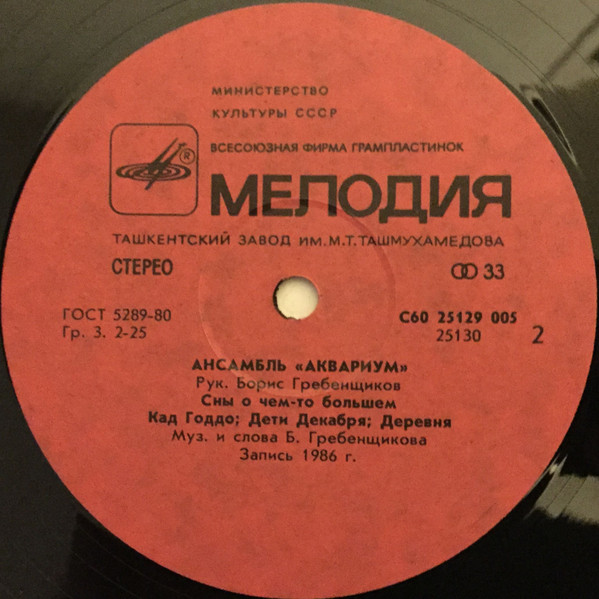 МИНИСТЕРСТВО
КУЛЬТУРЫ СССР
ВСЕСОЮЗНАЯ ФИРМА ГРАМПЛАСТИНОК
®
МЕЛОДИЯ
ТАШКЕНТСКИЙ ЗАВОД ИМ. М.Т. ТАШМУХАМЕДОВА
СТЕРЕО
33
ГОСТ 5289-80
Гр. 3. 2-25
С60 25129 005
25130
2
АНСАМБЛЬ «АКВАРИУМ»
Рук. Борис Гребенщиков
Сны о чем-то большем
Кад Годдо; Дети Декабря; Деревня
Муз. и слова Б. Гребенщикова
Запись 1986 г.